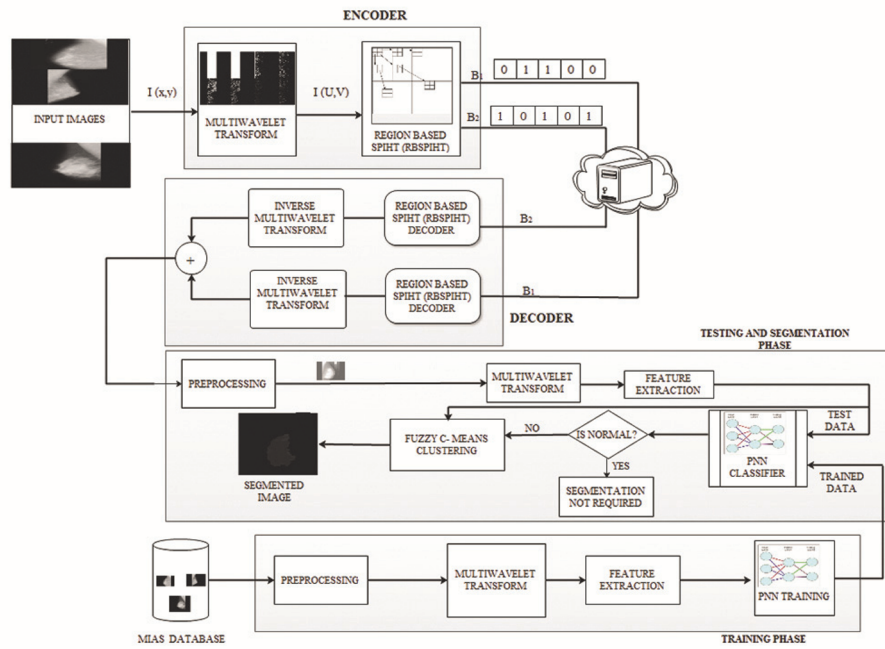 ENCODER
INPUT IMAGES
I (x,y)
MULTIWAVELET
TRANSFORM
I (U,V)
REGION BASED
SPIHT (RBSPIHT)
B1
0 1 1 0 0
B2
1 0 1 0 1
INVERSE
MULTIWAVELET
TRANSFORM
REGION BASED
SPIHT (RBSPIHT)
DECODER
B2
+
INVERSE
MULTIWAVELET
TRANSFORM
REGION BASED
SPIHT (RBSPIHT)
DECODER
B1
DECODER
TESTING AND SEGMENTATION
PHASE
PREPROCESSING
MULTIWAVELET
TRANSFORM
FEATURE
EXTRACTION
TEST
DATA
SEGMENTED
IMAGE
FUZZY C- MEANS
CLUSTERING
NO
IS NORMAL?
YES
SEGMENTATION
NOT REQUIRED
PNN
CLASSIFIER
TRAINED
DATA
MIAS DATABASE
PREPROCESSING
MULTIWAVELET
TRANSFORM
FEATURE
EXTRACTION
PNN TRAINING
TRAINING PHASE